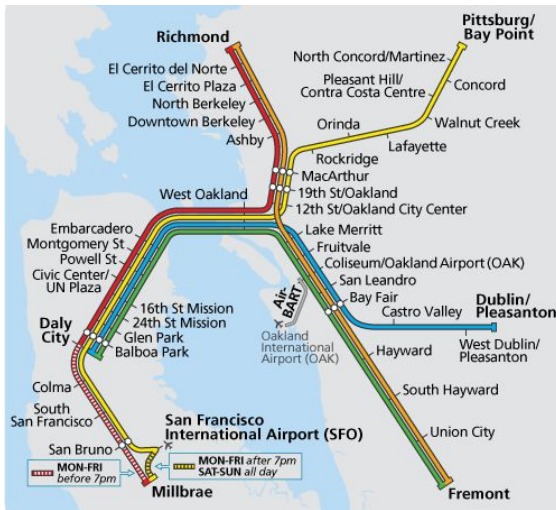 Richmond
El Cerrito del Norte
El Cerrito Plaza
North Berkeley
Downtown Berkeley
Ashby
Pittsburg/
Bay Point
North Concord/Martinez
Concord
Pleasant Hill/
Contra Costa Centre
Walnut Creek
Lafayette
Orinda
Rockridge
MacArthur
19th St/Oakland
12th St/Oakland City Center
West Oakland
Lake Merritt
Fruitvale
Coliseum/Oakland Airport (OAK)
San Leandro
Bay Fair
Air-
BART
Oakland
International
Airport (OAK)
Castro Valley
Dublin/
Pleasanton
West Dublin/
Pleasanton
Hayward
South Hayward
Union City
Fremont
Embarcadero
Montgomery St
Powell St
Civic Center/
UN Plaza
16th St Mission
24th St Mission
Glen Park
Balboa Park
Daly
City
Colma
South
San Francisco
San Bruno
San Francisco
International Airport (SFO)
MON-FRI
before 7pm
MON-FRI after 7pm
SAT-SUN all day
Millbrae